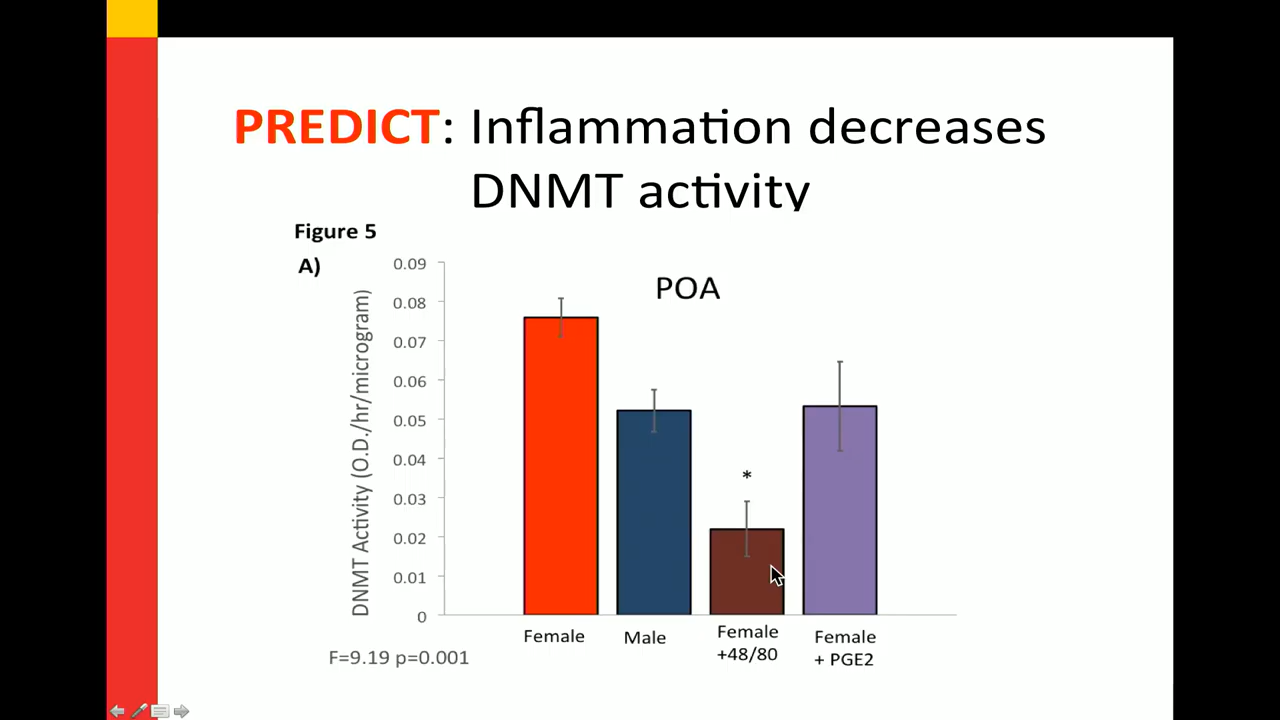 PREDICT: Inflammation decreases
DNMT activity
Figure 5
A)
POA
DNMT Activity (O.D./hr/microgram)
0.09
0.08
0.07
0.06
0.05
0.04
0.03
0.02
0.01
0
*
Female
Male
Female
+48/80
Female
+ PGE2
F=9.19 p=0.001